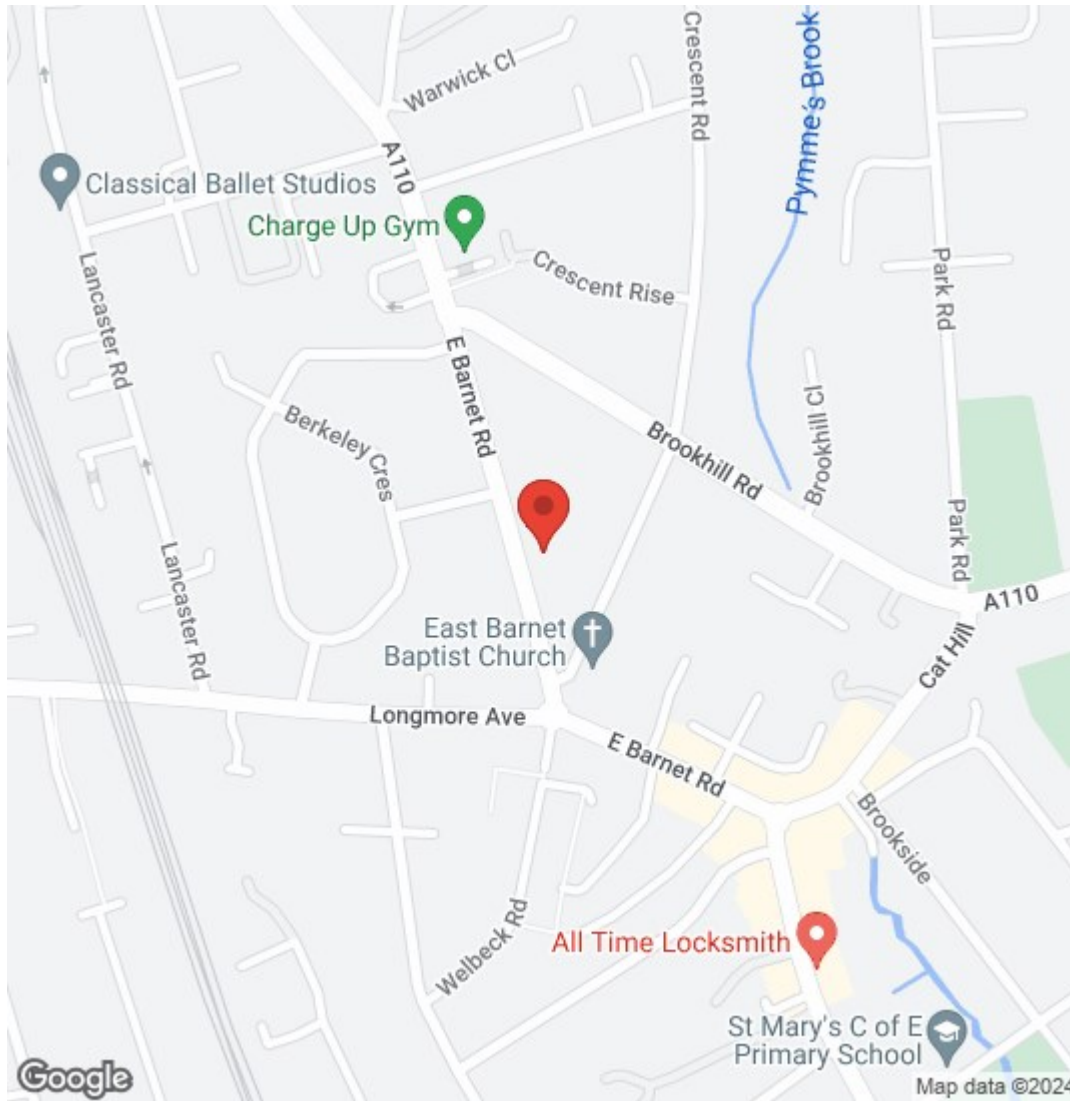 Warwick Cl
Crescent Rd
Pymme's Brook
A110
Classical Ballet Studios
Charge Up Gym
Crescent Rise
Park Rd
Lancaster Rd
E Barnet Rd
Berkeley Cres
Brookhill Rd
Brookhill Cl
Park Rd
Lancaster Rd
A110
East Barnet
Baptist Church
Cat Hill
Longmore Ave
E Barnet Rd
Brookside
Welbeck Rd
All Time Locksmith
St Mary's C of E
Primary School
Google
Map data ©2024